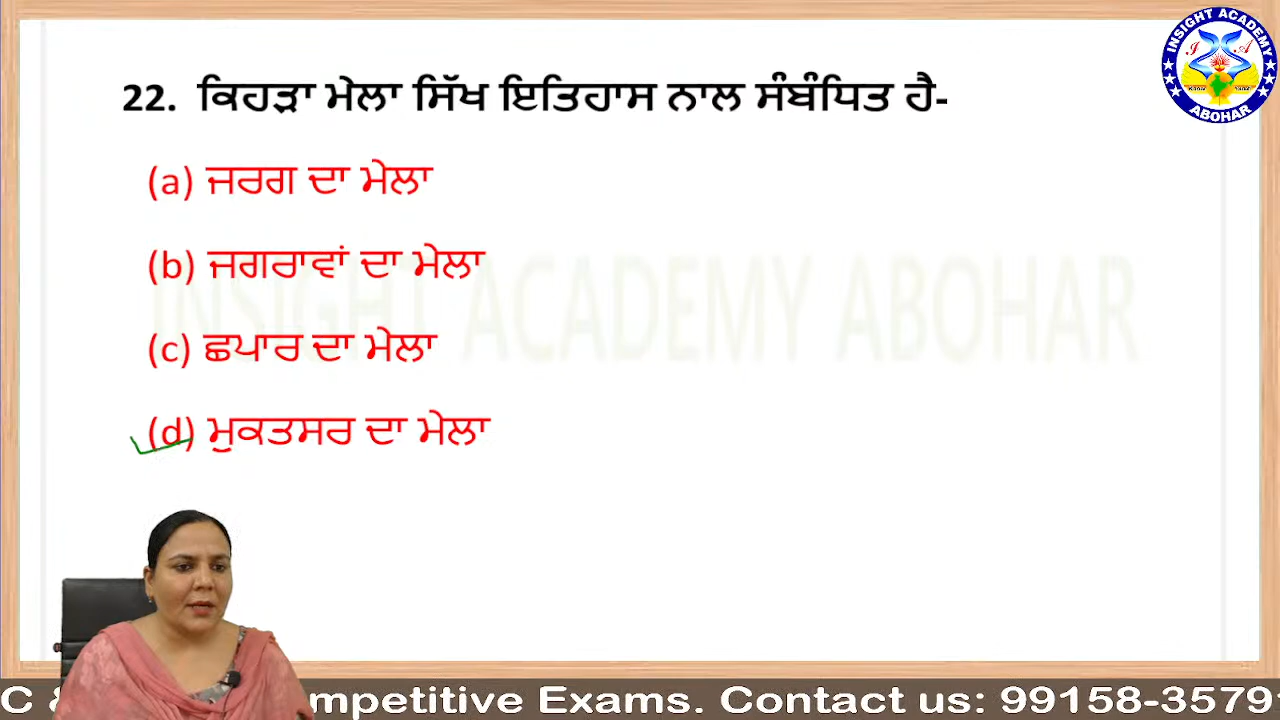 INSIGHT ACADEMY
ABOHAR
22. ਕਿਹੜਾ ਮੇਲਾ ਸਿੱਖ ਇਤਿਹਾਸ ਨਾਲ ਸੰਬੰਧਿਤ ਹੈ-
(a) ਜਰਗ ਦਾ ਮੇਲਾ
(b) ਜਗਰਾਵਾਂ ਦਾ ਮੇਲਾ
INSIGHT ACADEMY ABOHAR
(c) ਛਪਾਰ ਦਾ ਮੇਲਾ
(d) ਮੁਕਤਸਰ ਦਾ ਮੇਲਾ
C & mpetitive Exams. Contact us: 99158-3579